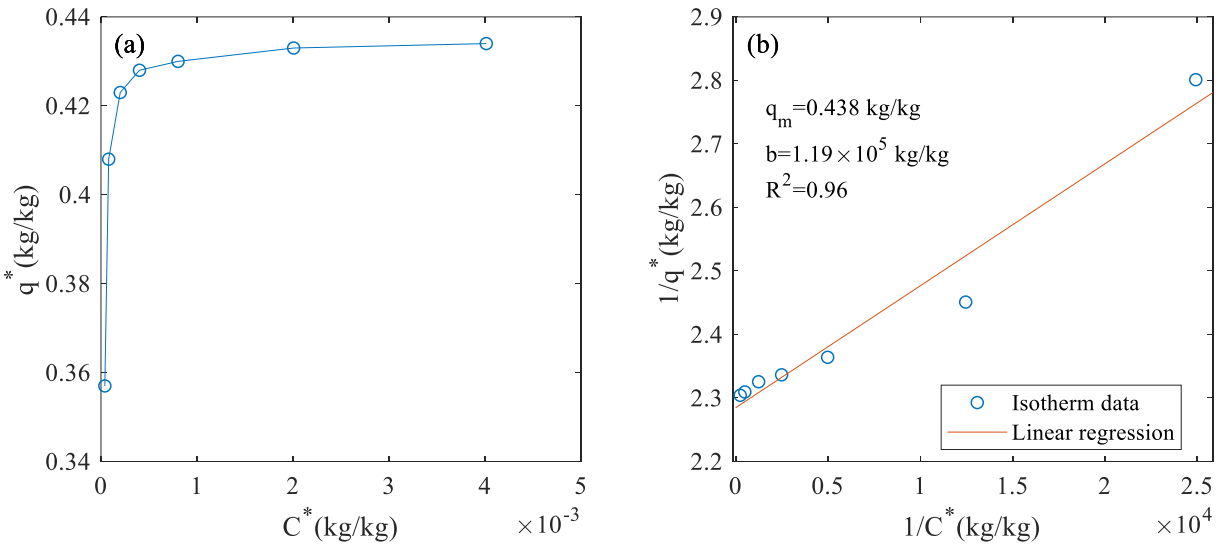 (a)
0.44
0.42
0.4
0.38
0.36
0.34
q*(kg/kg)
0 1 2 3 4 5
C*(kg/kg)
×10-3
(b)
2.9
2.8
2.7
2.6
2.5
2.4
2.3
2.2
1/q*(kg/kg)
qm=0.438 kg/kg
b=1.19×105 kg/kg
R2=0.96
Isotherm data
Linear regression
0 0.5 1 1.5 2 2.5
1/C*(kg/kg)
×104